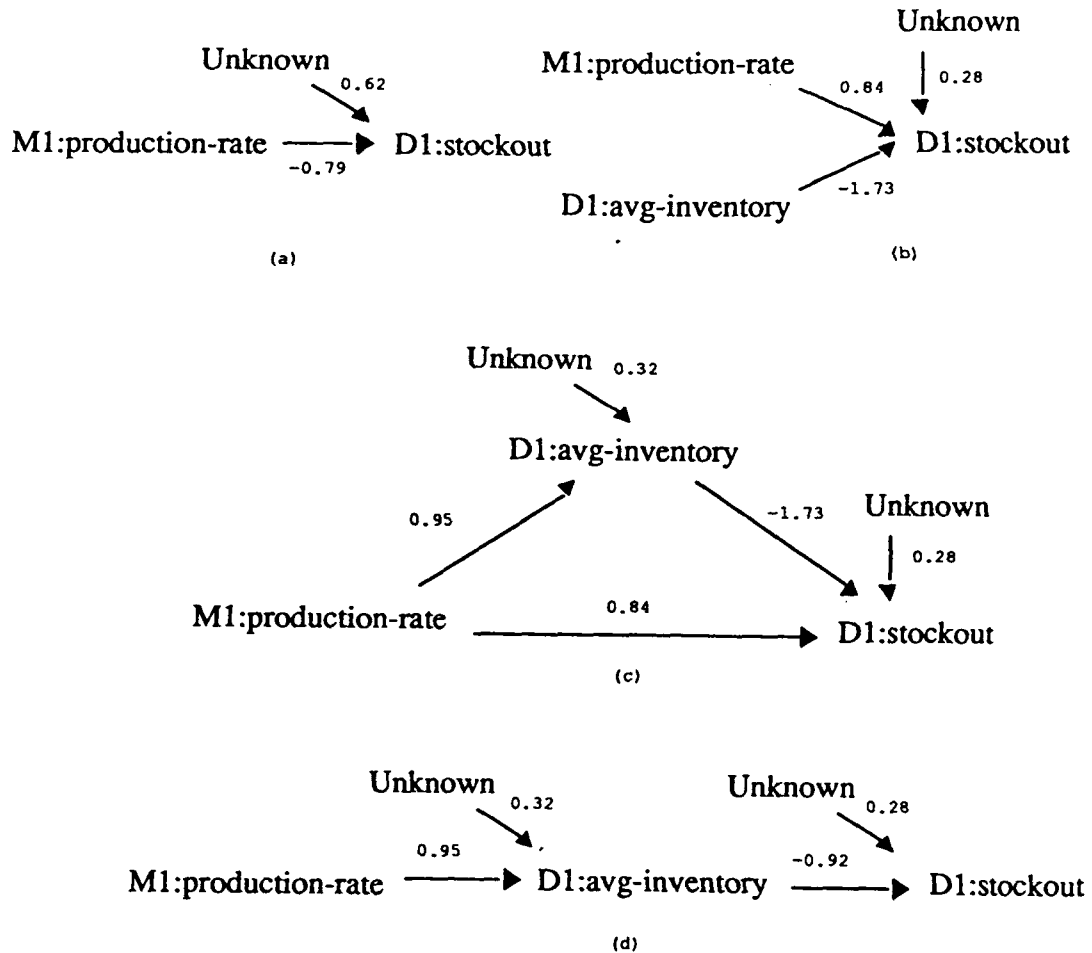 Unknown
0.62
M1:production-rate
-0.79
D1:stockout
(a)
Unknown
M1:production-rate
0.84
0.28
D1:stockout
-1.73
D1:avg-inventory
(b)
Unknown
0.32
D1:avg-inventory
0.95
-1.73
Unknown
0.28
M1:production-rate
0.84
D1:stockout
(c)
Unknown
0.32
Unknown
0.28
M1:production-rate
0.95
D1:avg-inventory
-0.92
D1:stockout
(d)